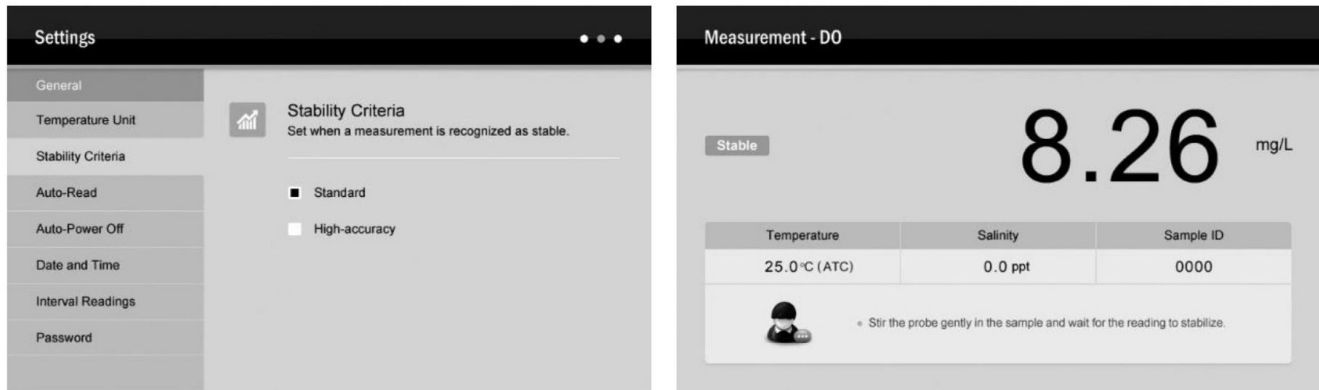 Settings
General
Temperature Unit
Stability Criteria
Auto-Read
Auto-Power Off
Date and Time
Interval Readings
Password
Stability Criteria
Set when a measurement is recognized as stable.
Standard
High-accuracy
Measurement - DO
Stable
8.26 mg/L
Temperature Salinity Sample ID
25.0 °C (ATC) 0.0 ppt 0000
Stir the probe gently in the sample and wait for the reading to stabilize.